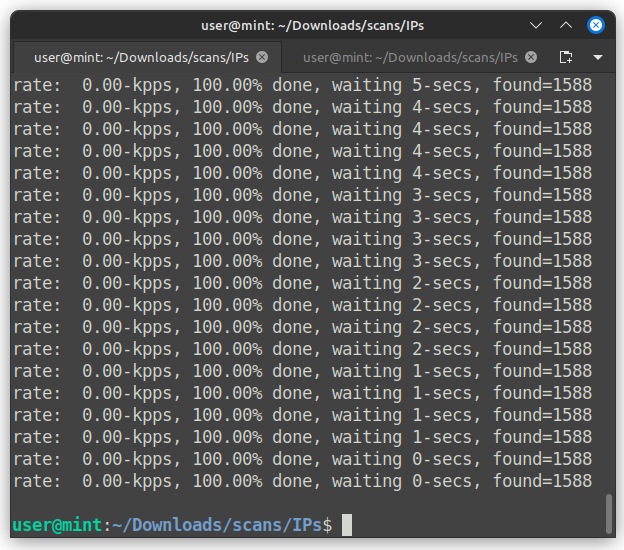 user@mint: ~/Downloads/scans/IPs
user@mint: ~/Downloads/scans/IPs user@mint: ~/Downloads/scans/IPs
rate:  0.00-kpps, 100.00% done, waiting 5-secs, found=1588
rate:  0.00-kpps, 100.00% done, waiting 4-secs, found=1588
rate:  0.00-kpps, 100.00% done, waiting 4-secs, found=1588
rate:  0.00-kpps, 100.00% done, waiting 4-secs, found=1588
rate:  0.00-kpps, 100.00% done, waiting 4-secs, found=1588
rate:  0.00-kpps, 100.00% done, waiting 3-secs, found=1588
rate:  0.00-kpps, 100.00% done, waiting 3-secs, found=1588
rate:  0.00-kpps, 100.00% done, waiting 3-secs, found=1588
rate:  0.00-kpps, 100.00% done, waiting 3-secs, found=1588
rate:  0.00-kpps, 100.00% done, waiting 2-secs, found=1588
rate:  0.00-kpps, 100.00% done, waiting 2-secs, found=1588
rate:  0.00-kpps, 100.00% done, waiting 2-secs, found=1588
rate:  0.00-kpps, 100.00% done, waiting 2-secs, found=1588
rate:  0.00-kpps, 100.00% done, waiting 1-secs, found=1588
rate:  0.00-kpps, 100.00% done, waiting 1-secs, found=1588
rate:  0.00-kpps, 100.00% done, waiting 1-secs, found=1588
rate:  0.00-kpps, 100.00% done, waiting 1-secs, found=1588
rate:  0.00-kpps, 100.00% done, waiting 0-secs, found=1588
rate:  0.00-kpps, 100.00% done, waiting 0-secs, found=1588
user@mint:~/Downloads/scans/IPs$